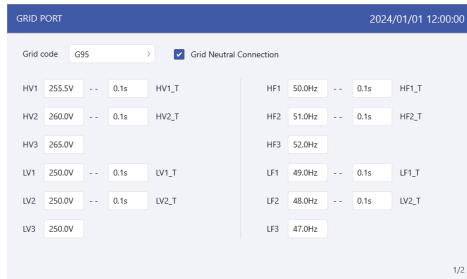 GRID PORT 2024/01/01 12:00:00
Grid code G95 > Grid Neutral Connection
HV1 255.5V -- 0.1s HV1_T HF1 50.0Hz -- 0.1s HF1_T
HV2 260.0V -- 0.1s HV2_T HF2 51.0Hz -- 0.1s HF2_T
HV3 265.0V HF3 52.0Hz
LV1 250.0V -- 0.1s LV1_T LF1 49.0Hz -- 0.1s LF1_T
LV2 250.0V -- 0.1s LV2_T LF2 48.0Hz -- 0.1s LV2_T
LV3 250.0V LF3 47.0Hz
1/2